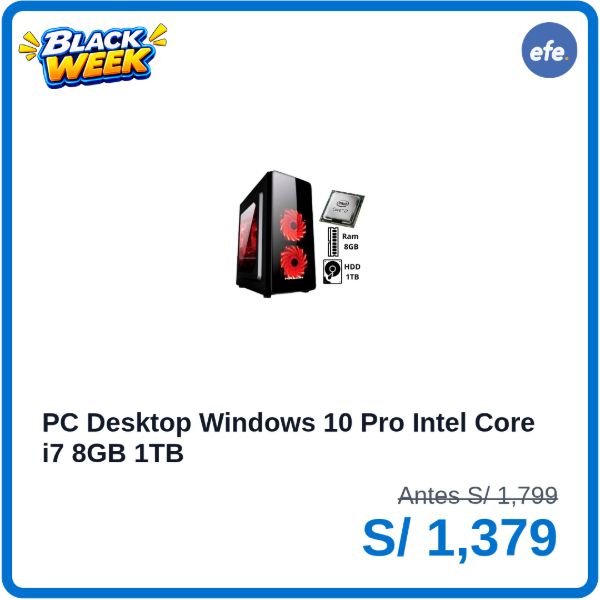 BLACK
WEEK
efe.
intel
Ram
8GB
HDD
1TB
PC Desktop Windows 10 Pro Intel Core
i7 8GB 1TB
Antes S/ 1,799
S/ 1,379